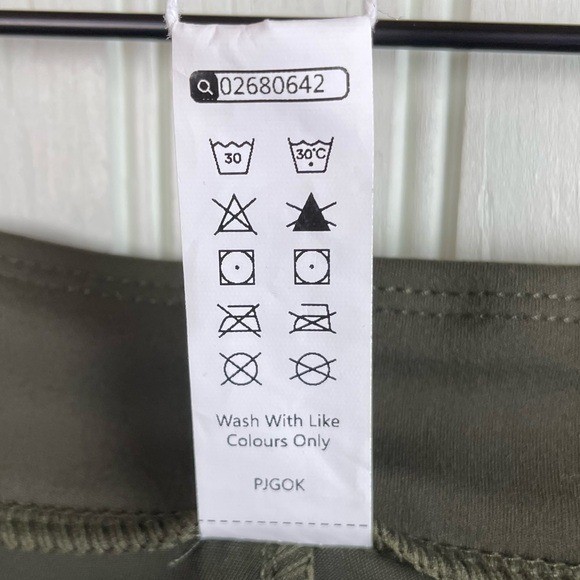 02680642
30 30°C
Wash With Like
Colours Only
PJGOK